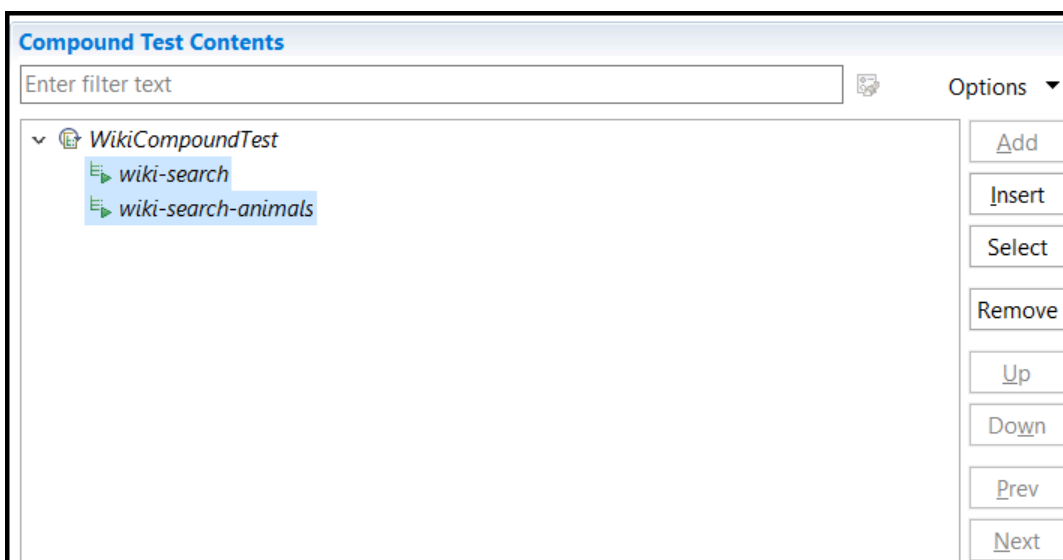 Compound Test Contents
Enter filter text
Options
WikiCompoundTest
wiki-search
wiki-search-animals
Add
Insert
Select
Remove
Up
Down
Prev
Next